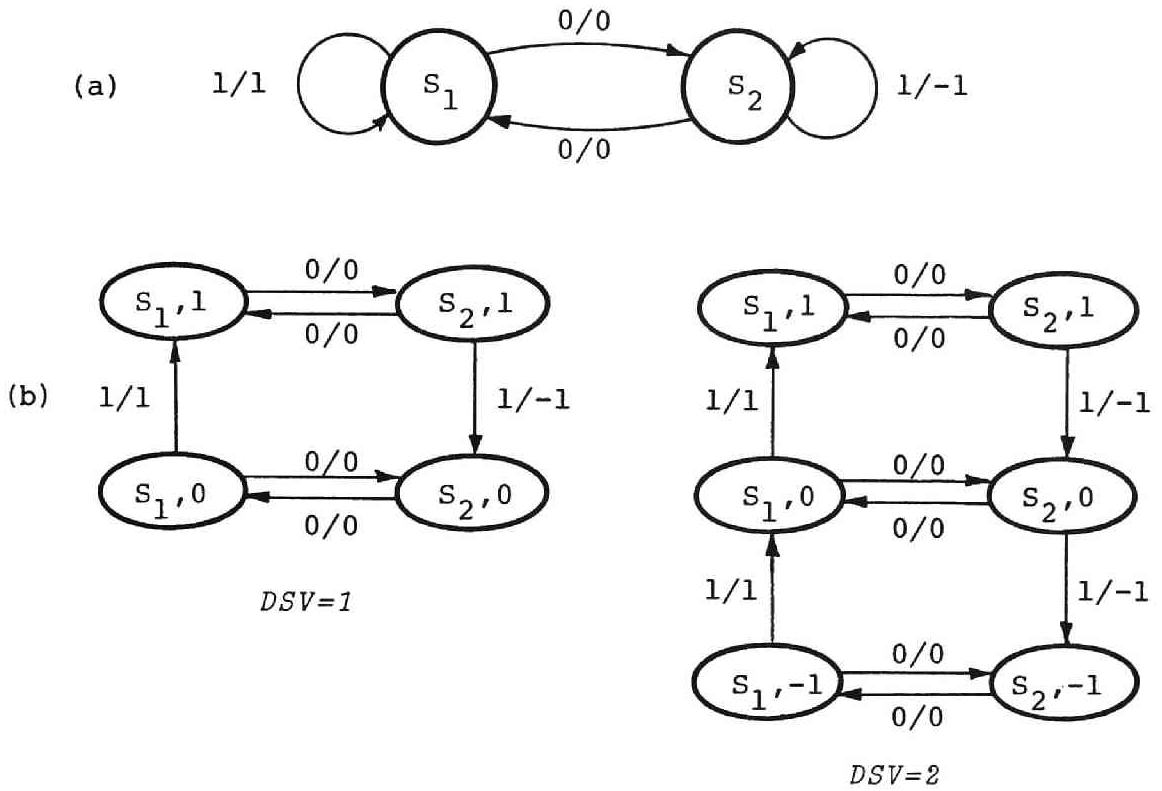 0/0
(a) 1/1 S1 S2 1/-1
0/0
0/0 0/0
S1,1 S2,1 S1,1 S2,1
0/0 0/0
(b) 1/1 1/-1 1/1 1/-1
0/0 0/0
S1,0 S2,0 S1,0 S2,0
0/0 0/0
DSV=1 1/1 1/-1
0/0
S1,-1 S2,-1
0/0
DSV=2